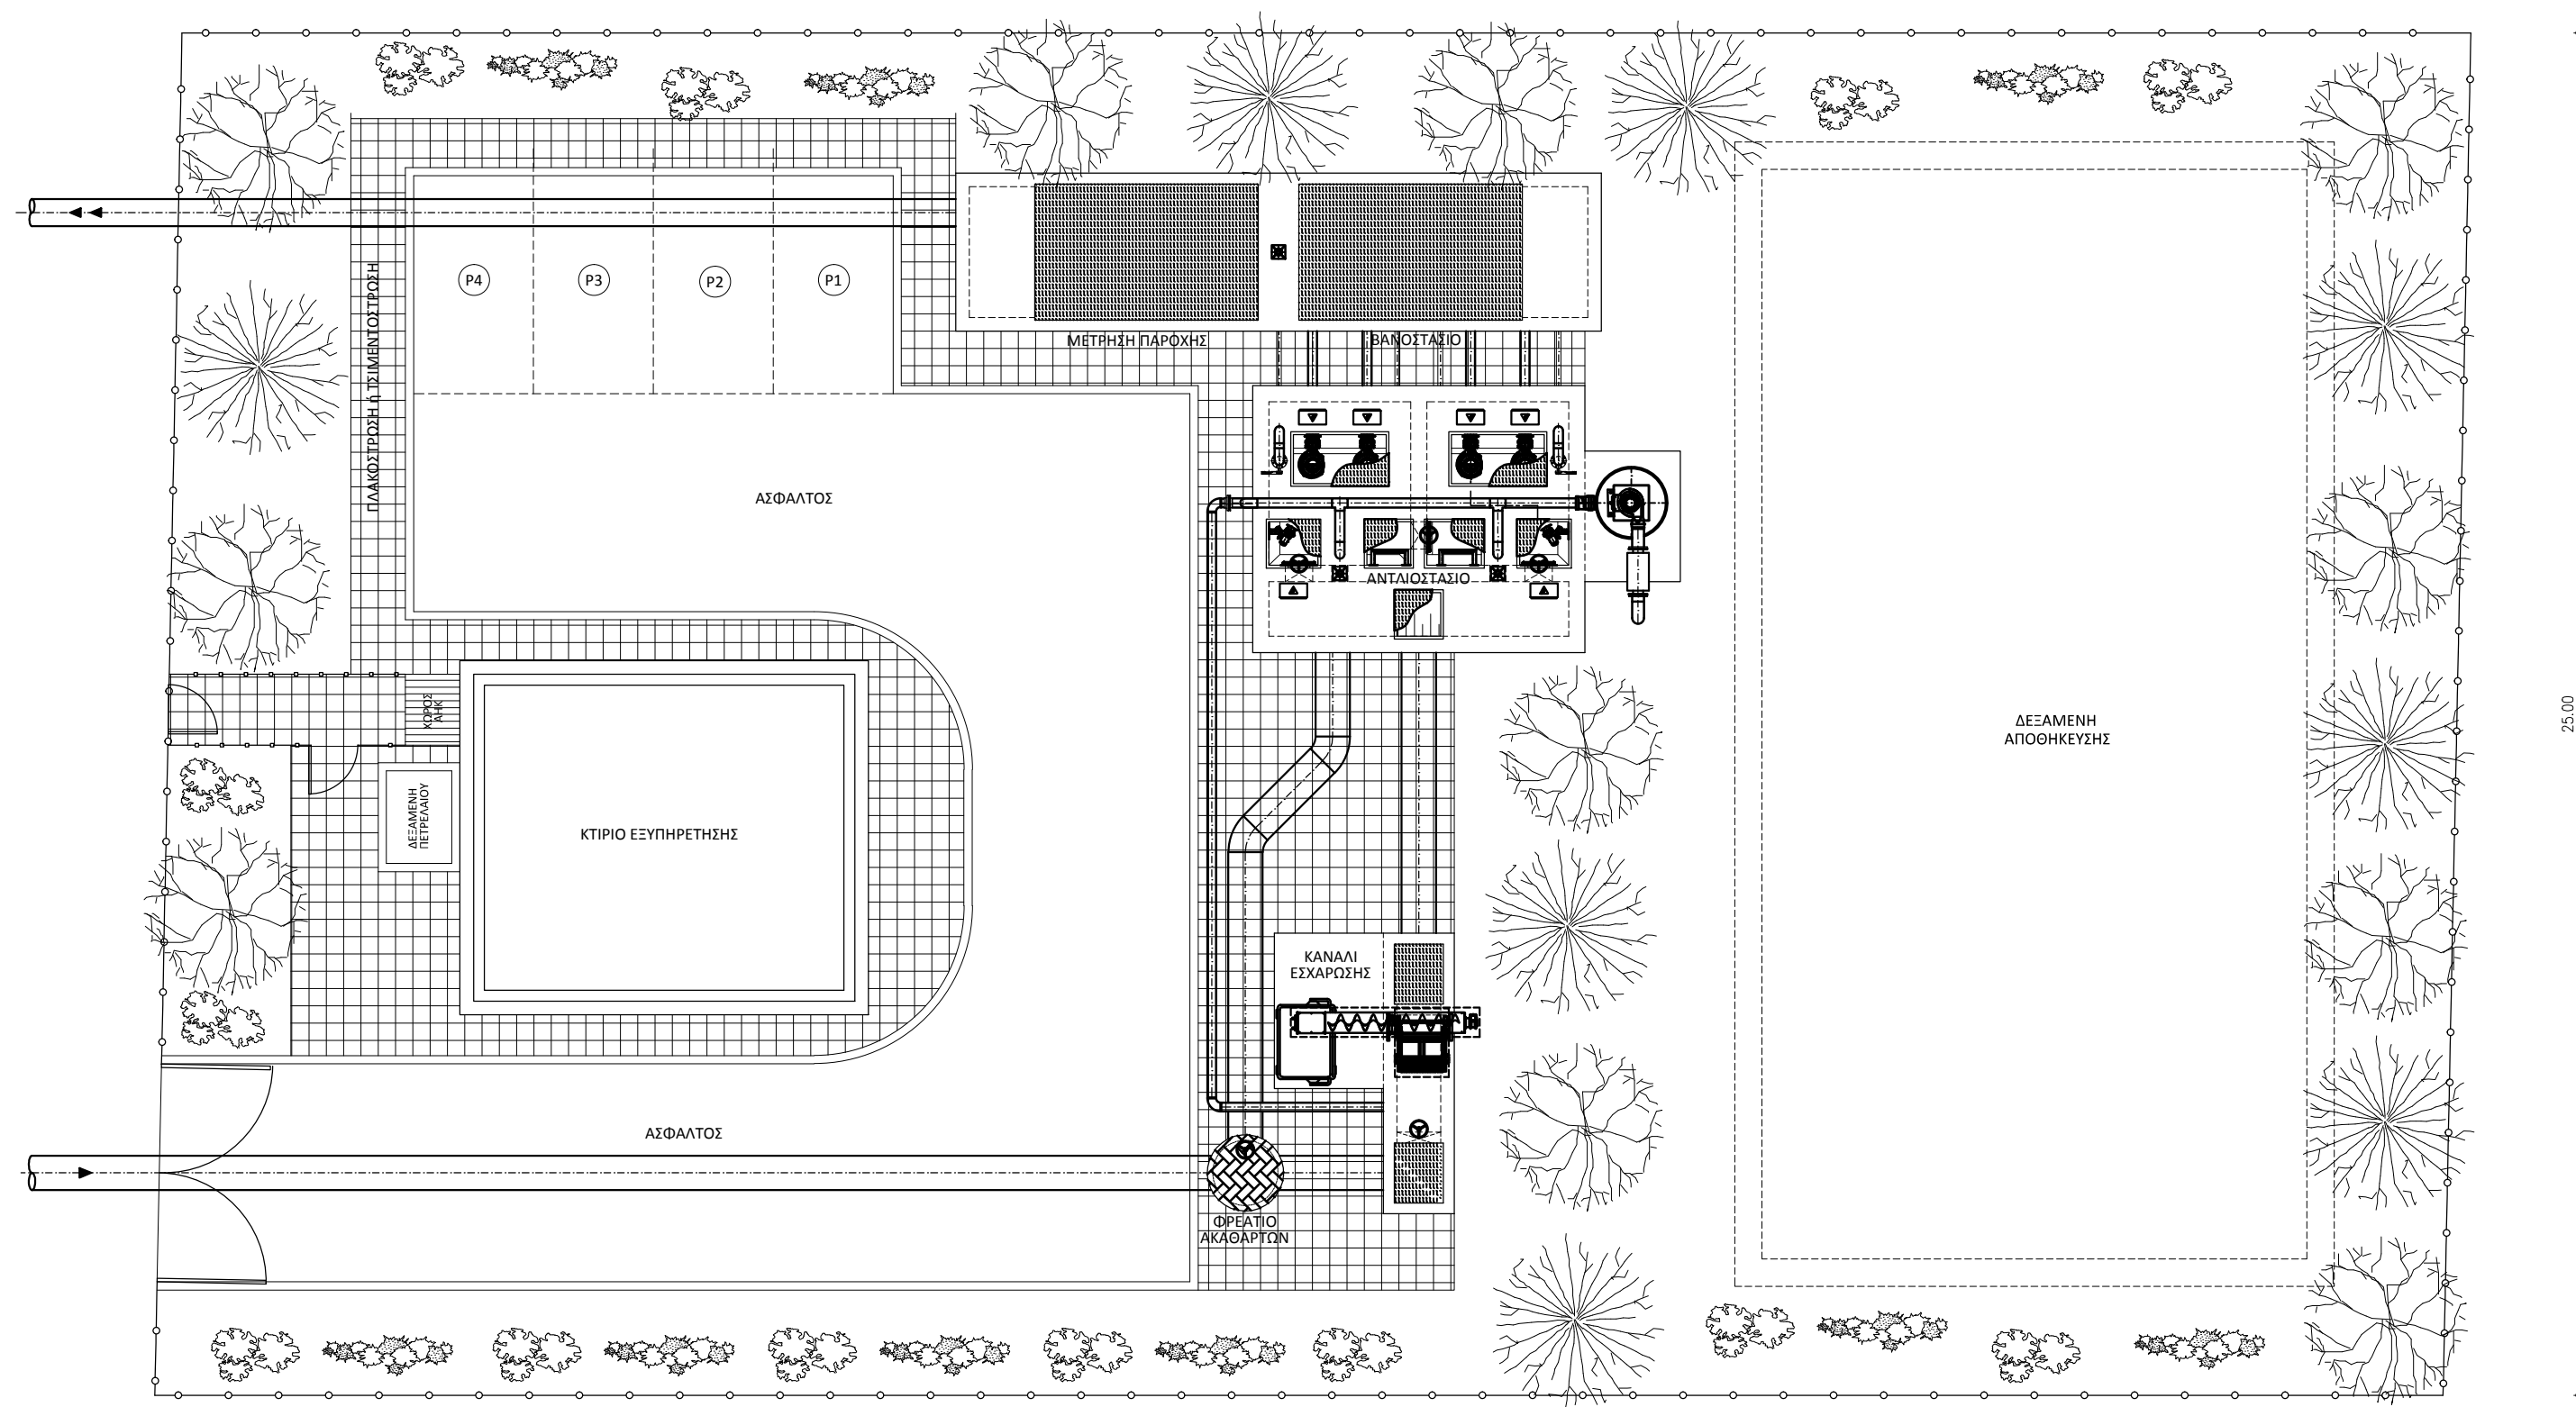 P4
P3
P2
P1
ΜΕΤΡΗΣΗ ΠΑΡΟΧΗΣ
ΒΑΝΟΣΤΑΣΙΟ
ΠΛΑΚΟΣΤΡΩΣΗ ή ΤΣΙΜΕΝΤΟΣΤΡΩΣΗ
ΑΣΦΑΛΤΟΣ
ΑΝΤΛΙΟΣΤΑΣΙΟ
ΧΩΡΟΣ
ΑΗΚ
ΔΕΞΑΜΕΝΗ
ΑΠΟΘΗΚΕΥΣΗΣ
25.00
ΔΕΞΑΜΕΝΗ
ΠΕΤΡΕΛΑΙΟΥ
ΚΤΙΡΙΟ ΕΞΥΠΗΡΕΤΗΣΗΣ
ΚΑΝΑΛΙ
ΕΣΧΑΡΩΣΗΣ
ΑΣΦΑΛΤΟΣ
ΦΡΕΑΤΙΟ
ΑΚΑΘΑΡΤΩΝ